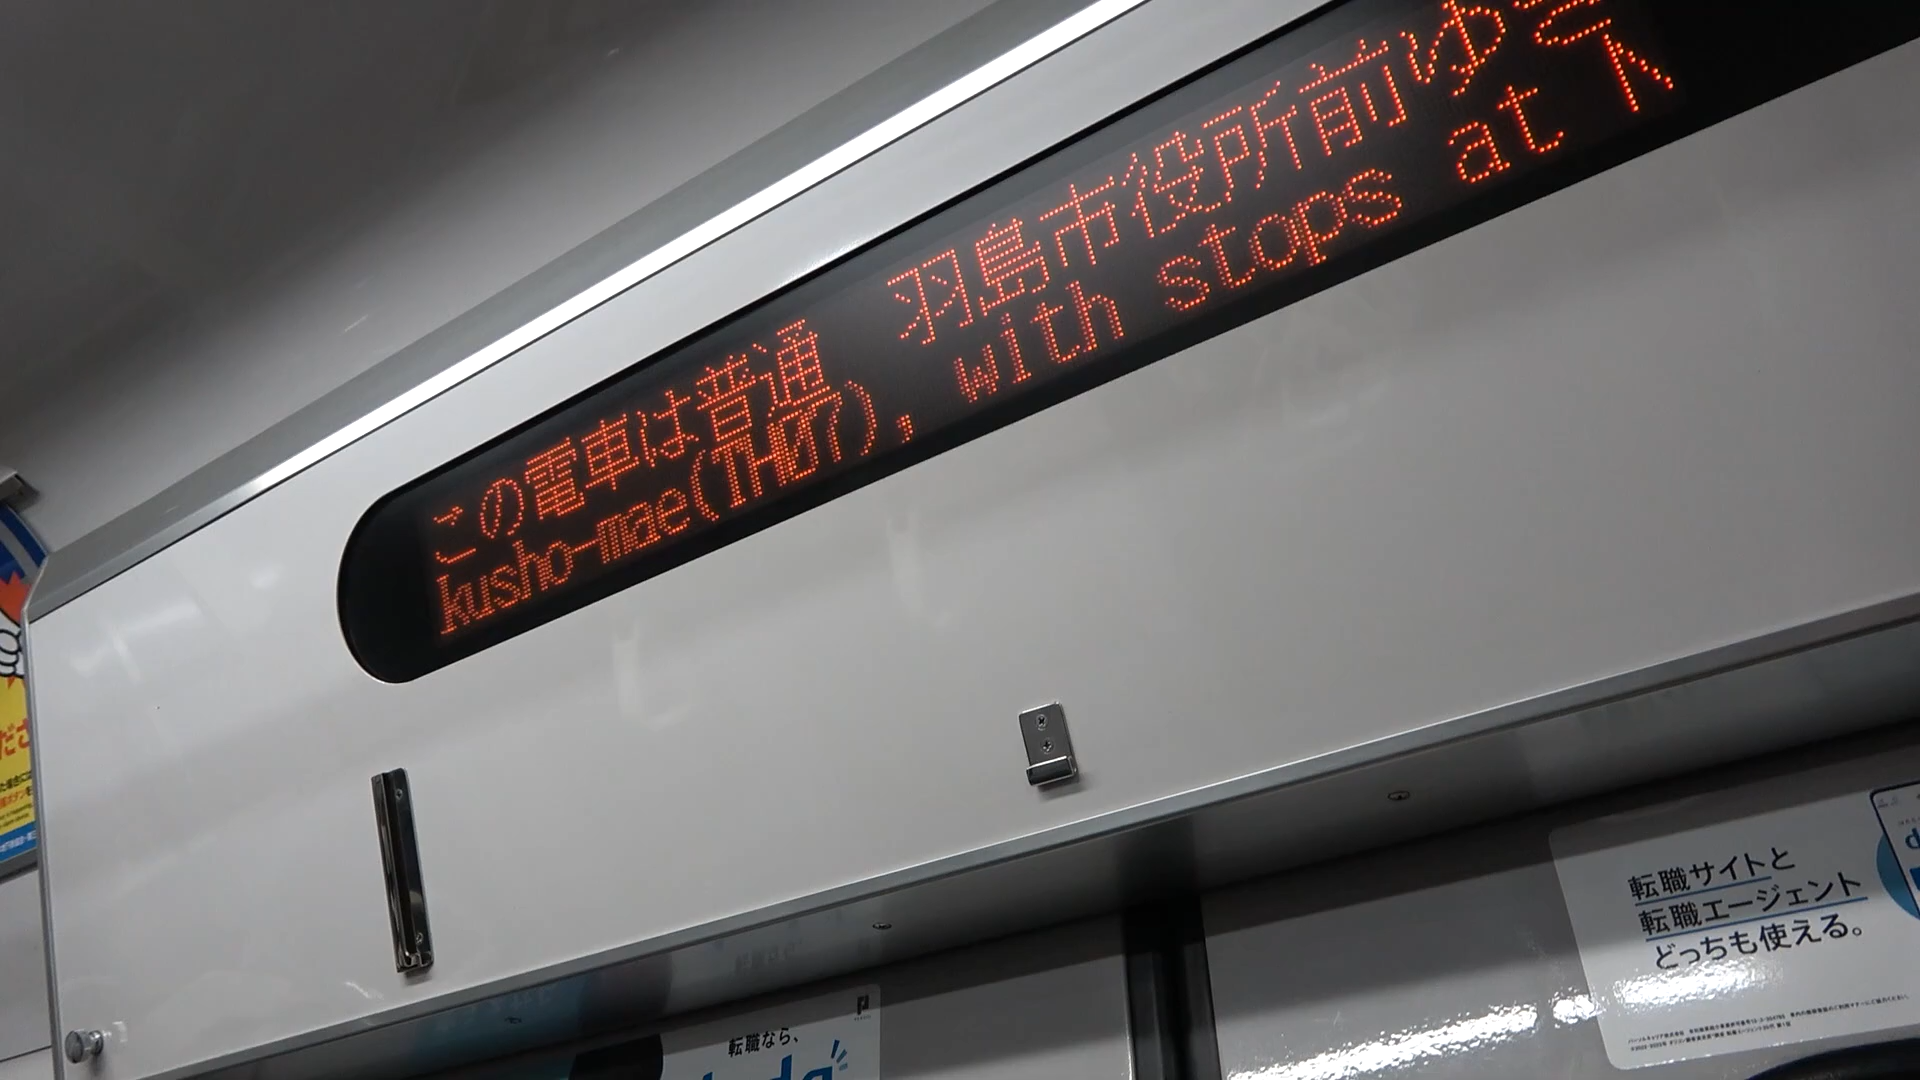 この電車は普通 羽島市役所前ゆき
kusho-mae(TH07), with stops at
転職サイトと
転職エージェント
どっちも使える。
転職なら、